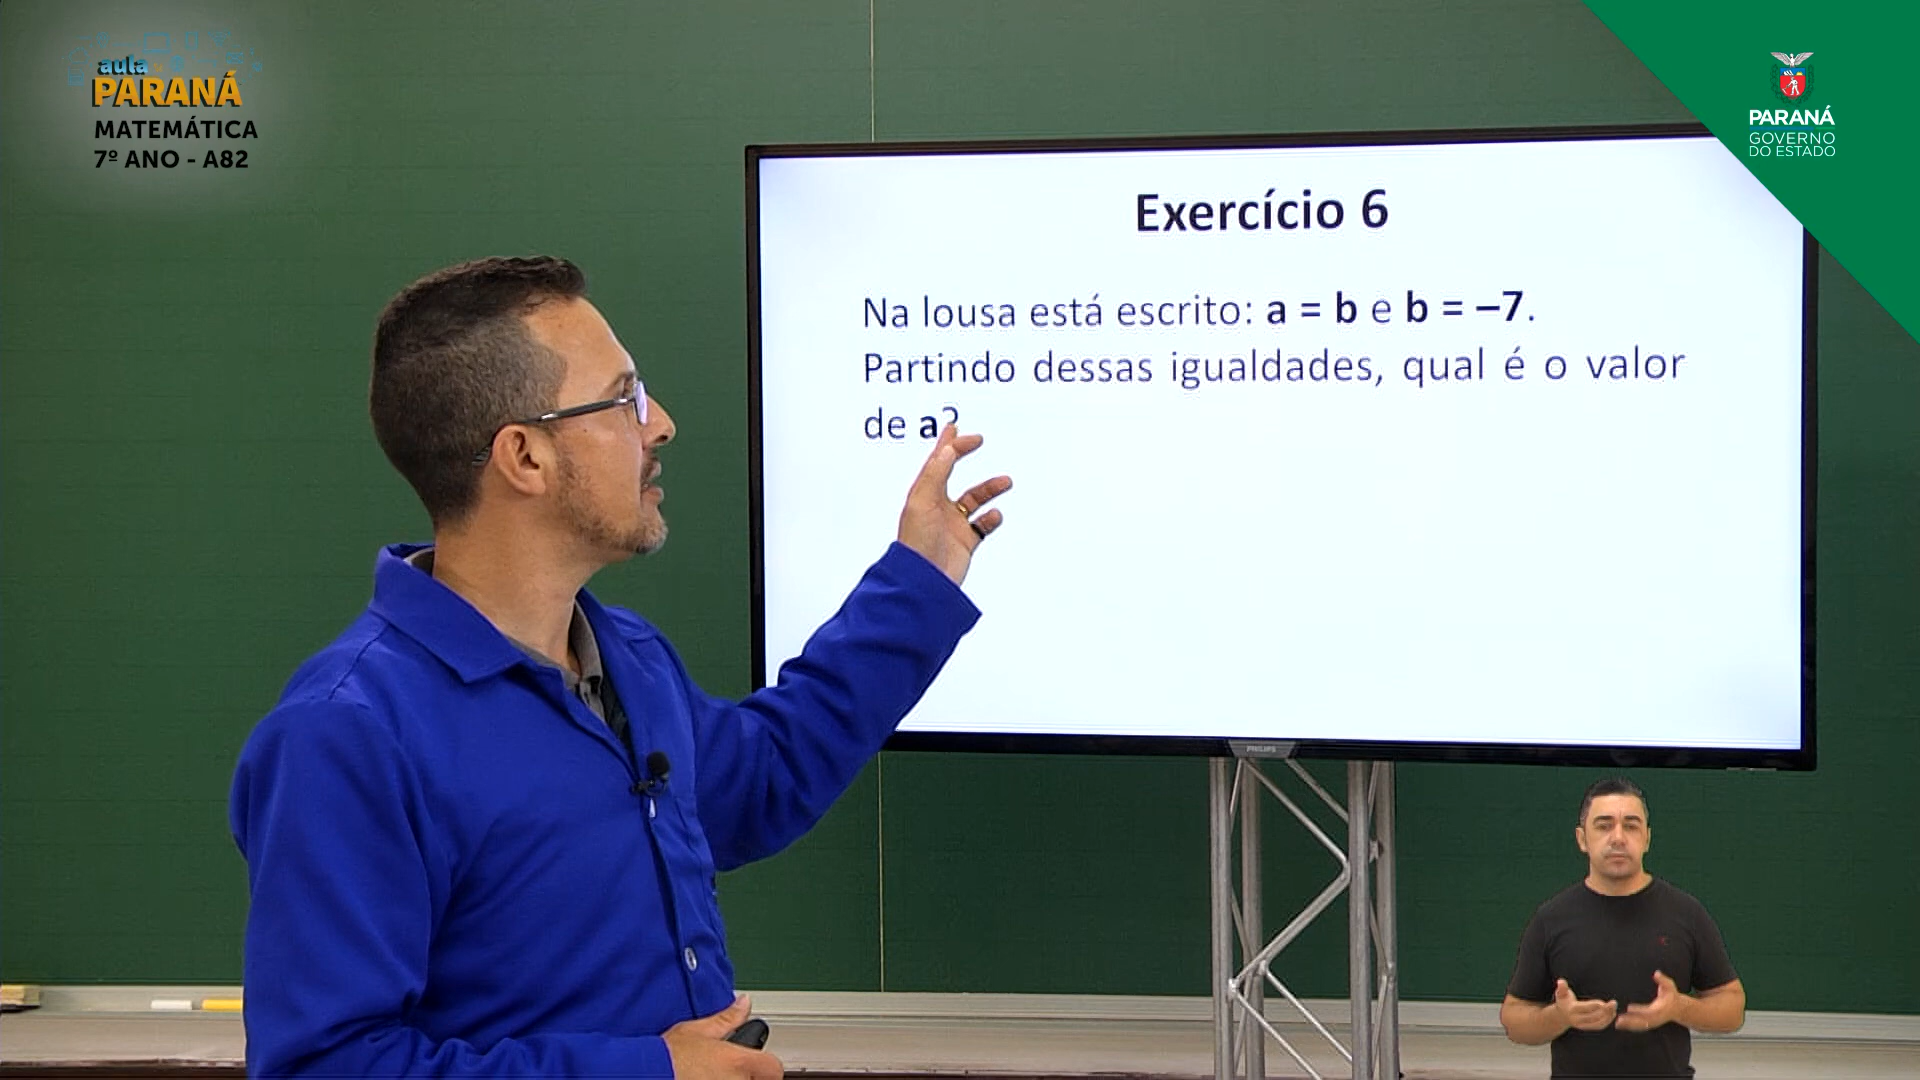 aula
PARANÁ
MATEMÁTICA
7º ANO - A82
PARANÁ
GOVERNO
DO ESTADO
Exercício 6
Na lousa está escrito: a = b e b = –7.
Partindo dessas igualdades, qual é o valor
de a?
PHILIPS